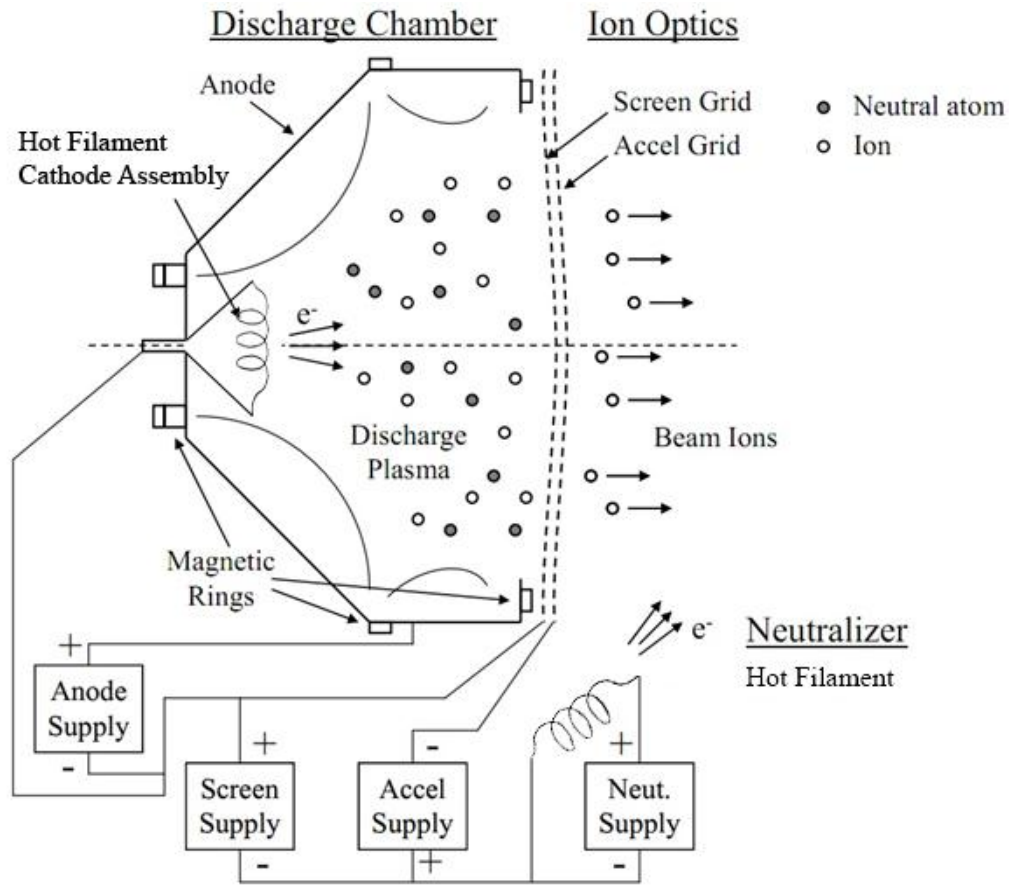 Discharge Chamber
Ion Optics
Anode
Screen Grid
Accel Grid
Neutral atom
Ion
Hot Filament
Cathode Assembly
e-
Discharge
Plasma
Beam Ions
Magnetic
Rings
e-
Neutralizer
Hot Filament
+
Anode
Supply
-
+
Screen
Supply
-
-
Accel
Supply
+
+
Neut.
Supply
-